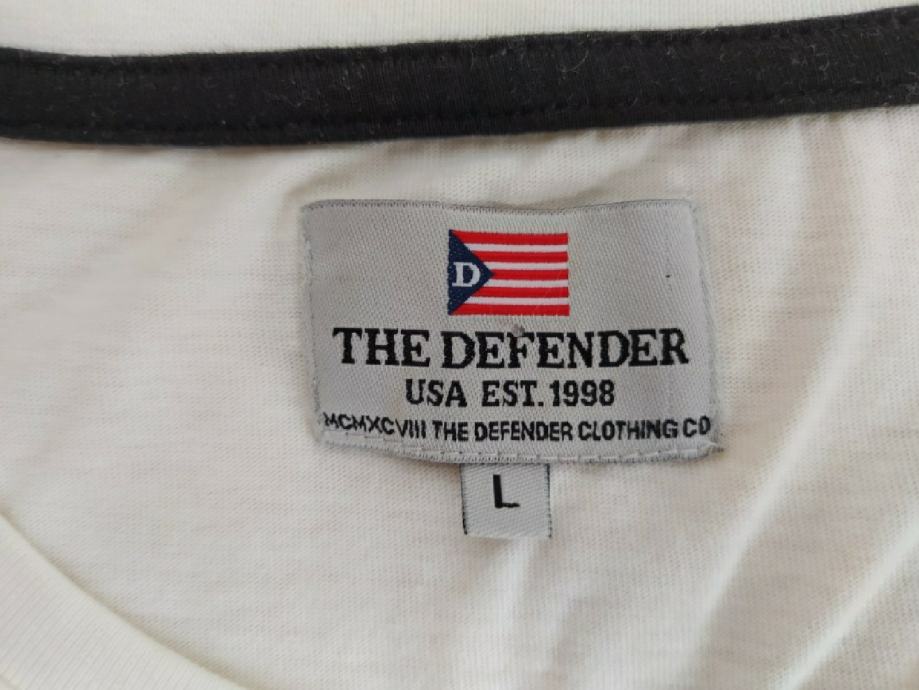 D
THE DEFENDER
USA EST. 1998
MCMXCVIII THE DEFENDER CLOTHING CO
L